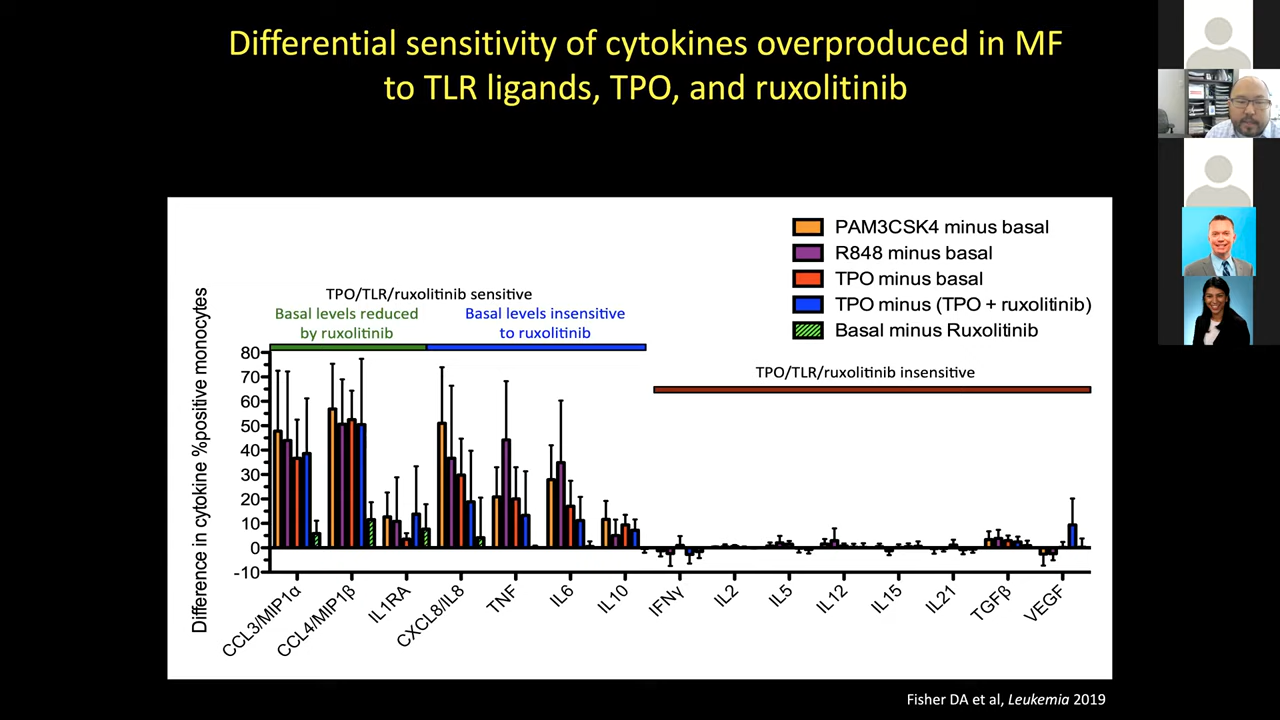 Differential sensitivity of cytokines overproduced in MF
to TLR ligands, TPO, and ruxolitinib
PAM3CSK4 minus basal
R848 minus basal
TPO minus basal
TPO minus (TPO + ruxolitinib)
Basal minus Ruxolitinib
TPO/TLR/ruxolitinib sensitive
Basal levels reduced
by ruxolitinib
Basal levels insensitive
to ruxolitinib
TPO/TLR/ruxolitinib insensitive
Difference in cytokine %positive monocytes
80
70
60
50
40
30
20
10
0
-10
CCL3/MIP1α
CCL4/MIP1β
IL1RA
CXCL8/IL8
TNF
IL6
IL10
IFNγ
IL2
IL5
IL12
IL15
IL21
TGFβ
VEGF
Fisher DA et al, Leukemia 2019